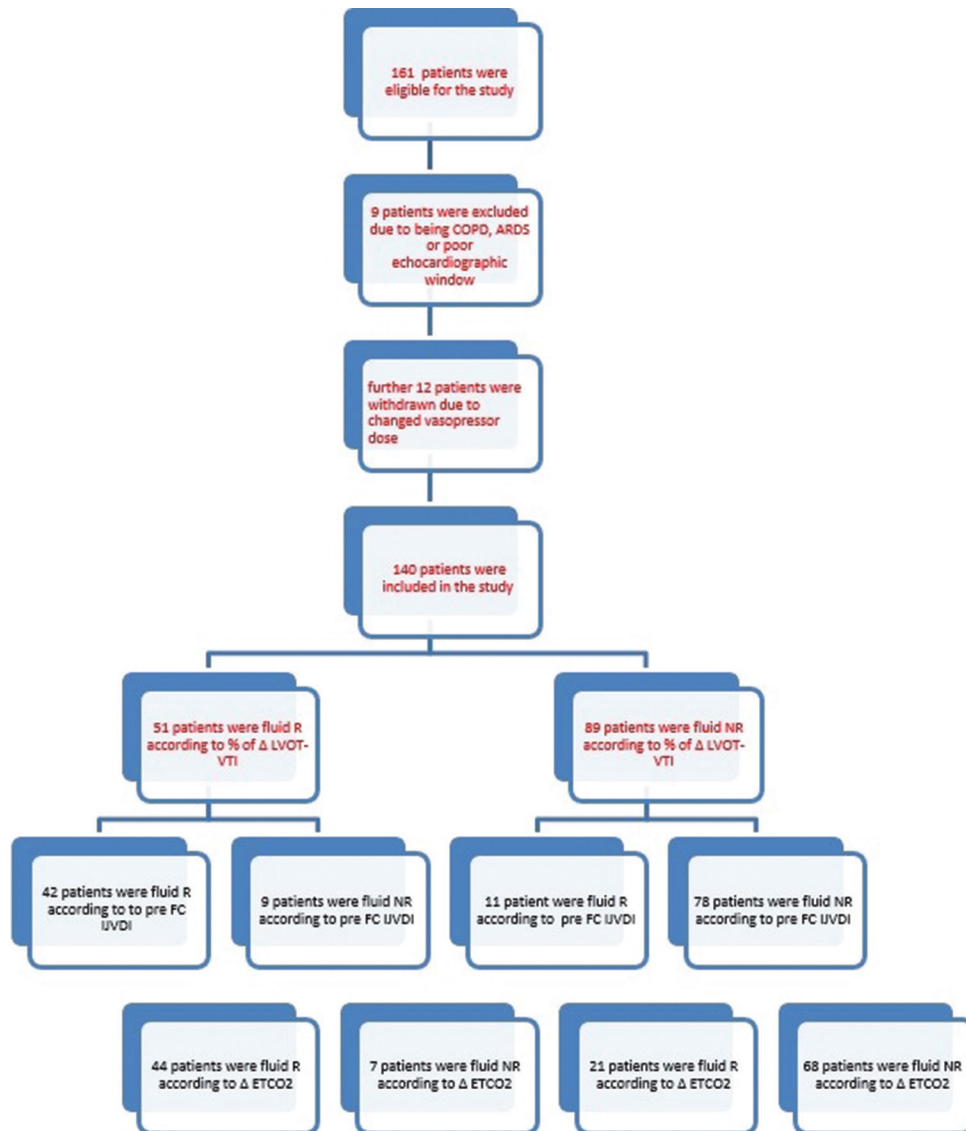 161 patients were
eligible for the study
9 patients were excluded
due to being COPD, ARDS
or poor
echocardiographic
window
further 12 patients were
withdrawn due to
changed vasopressor
dose
140 patients were
included in the study
51 patients were fluid R
according to % of Δ LVOT-
VTI
89 patients were fluid NR
according to % of Δ LVOT-
VTI
42 patients were fluid R
according to to pre FC
IJVDI
9 patients were fluid NR
according to pre FC IJVDI
11 patient were fluid R
according to pre FC IJVDI
78 patients were fluid NR
according to pre FC IJVDI
44 patients were fluid R
according to Δ ETCO2
7 patients were fluid NR
according to Δ ETCO2
21 patients were fluid R
according to Δ ETCO2
68 patients were fluid NR
according to Δ ETCO2